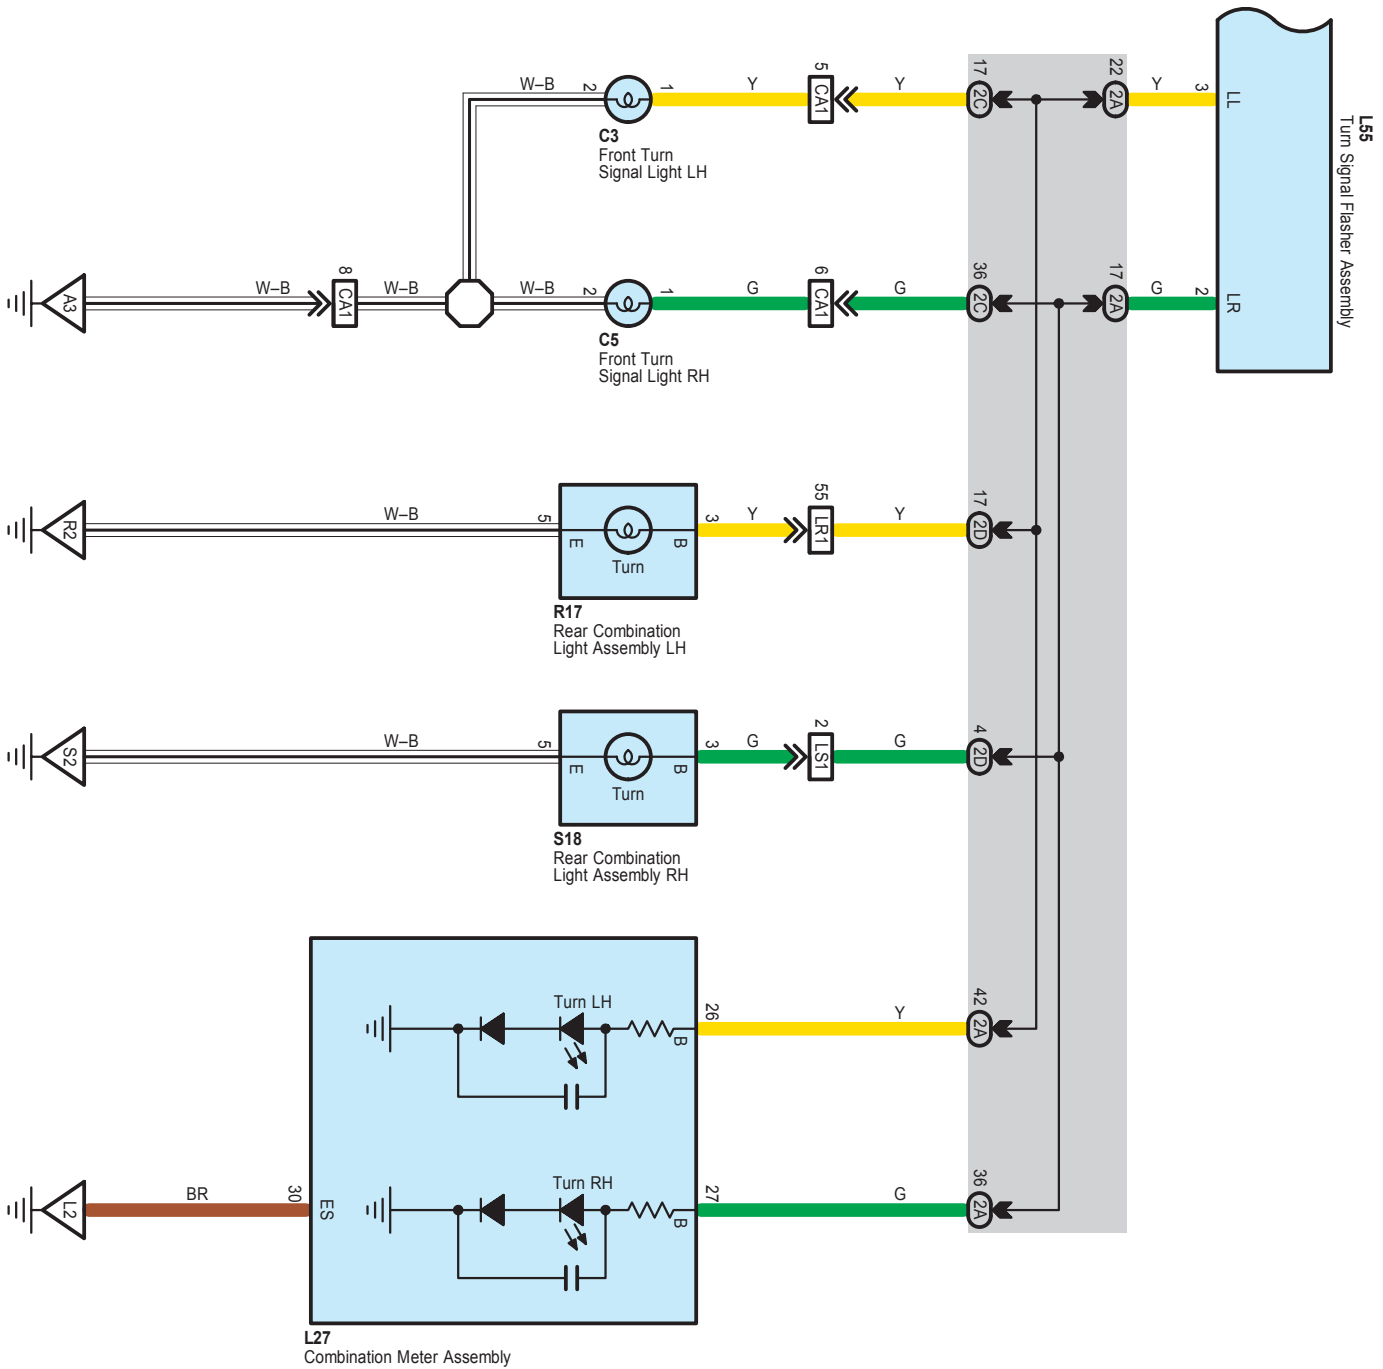 L55
Turn Signal Flasher Assembly
W–B 2 1 Y 5 CA1 Y 17 2C 22 2A Y 3 LL
C3
Front Turn
Signal Light LH
A3 W–B 8 CA1 W–B W–B 2 1 G 6 CA1 G 36 2C 17 2A G 2 LR
C5
Front Turn
Signal Light RH
R2 W–B 5 E B 3 Y 55 LR1 Y 17 2D
Turn
R17
Rear Combination
Light Assembly LH
S2 W–B 5 E B 3 G 2 LS1 G 4 2D
Turn
S18
Rear Combination
Light Assembly RH
Turn LH
B 26 Y 42 2A
Turn RH
L2 BR 30 ES B 27 G 36 2A
L27
Combination Meter Assembly